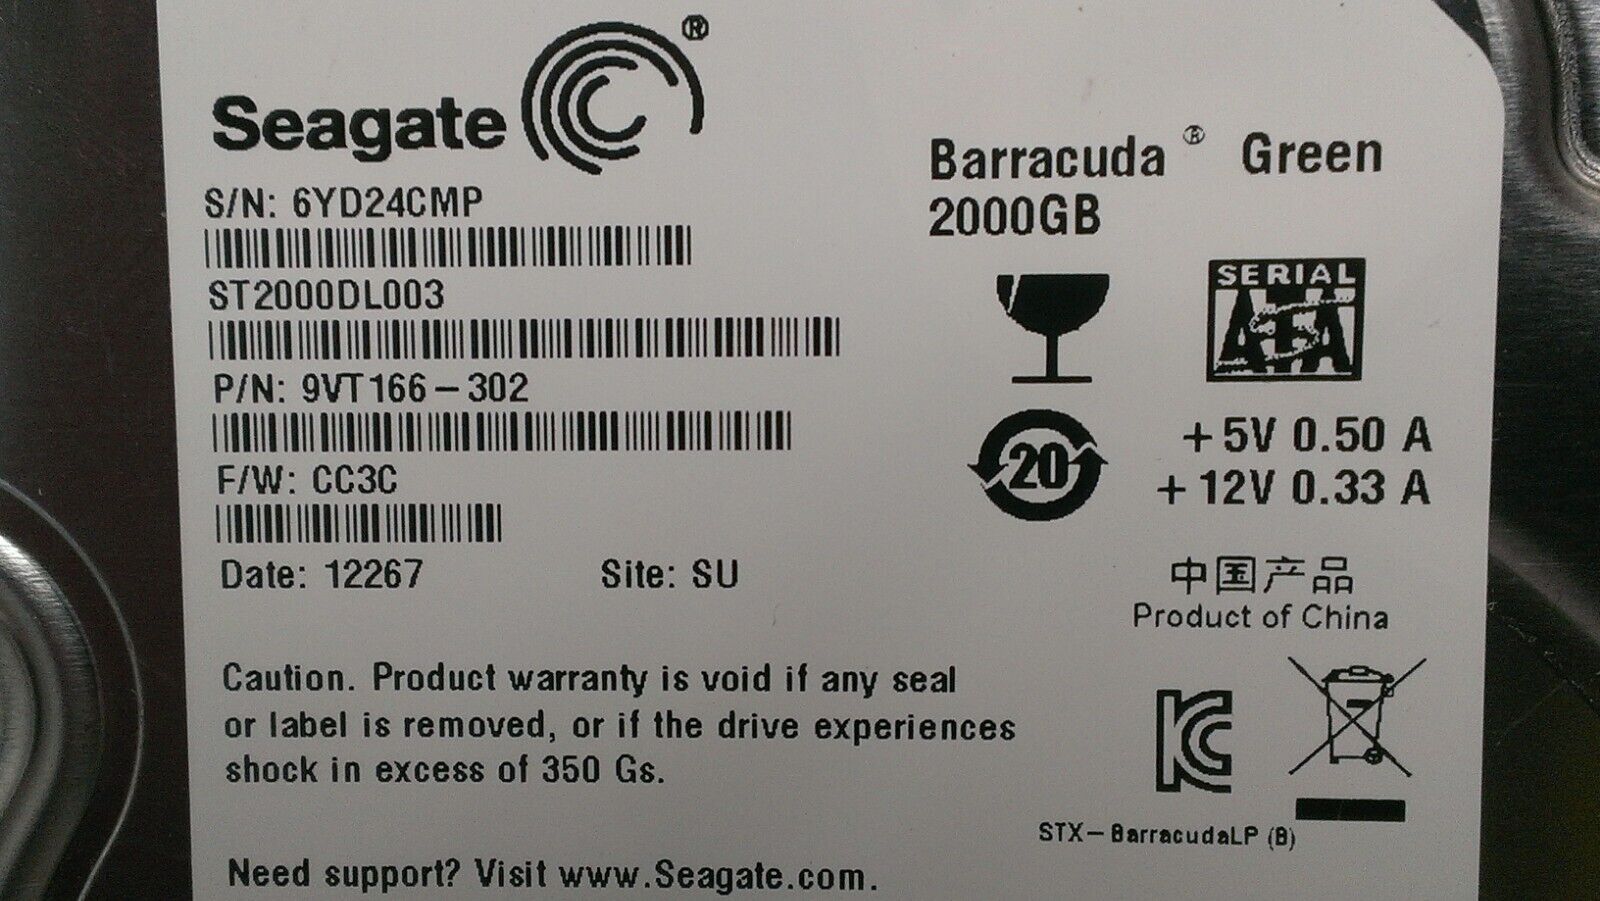 Seagate ®
S/N: 6YD24CMP
ST2000DL003
P/N: 9VT166-302
F/W: CC3C
Date: 12267 Site: SU
Barracuda ® Green
2000GB
SERIAL
ATA
20
+5V 0.50 A
+12V 0.33 A
中国产品
Product of China
Caution. Product warranty is void if any seal
or label is removed, or if the drive experiences
shock in excess of 350 Gs.
KC
STX-BarracudaLP (B)
Need support? Visit www.Seagate.com.